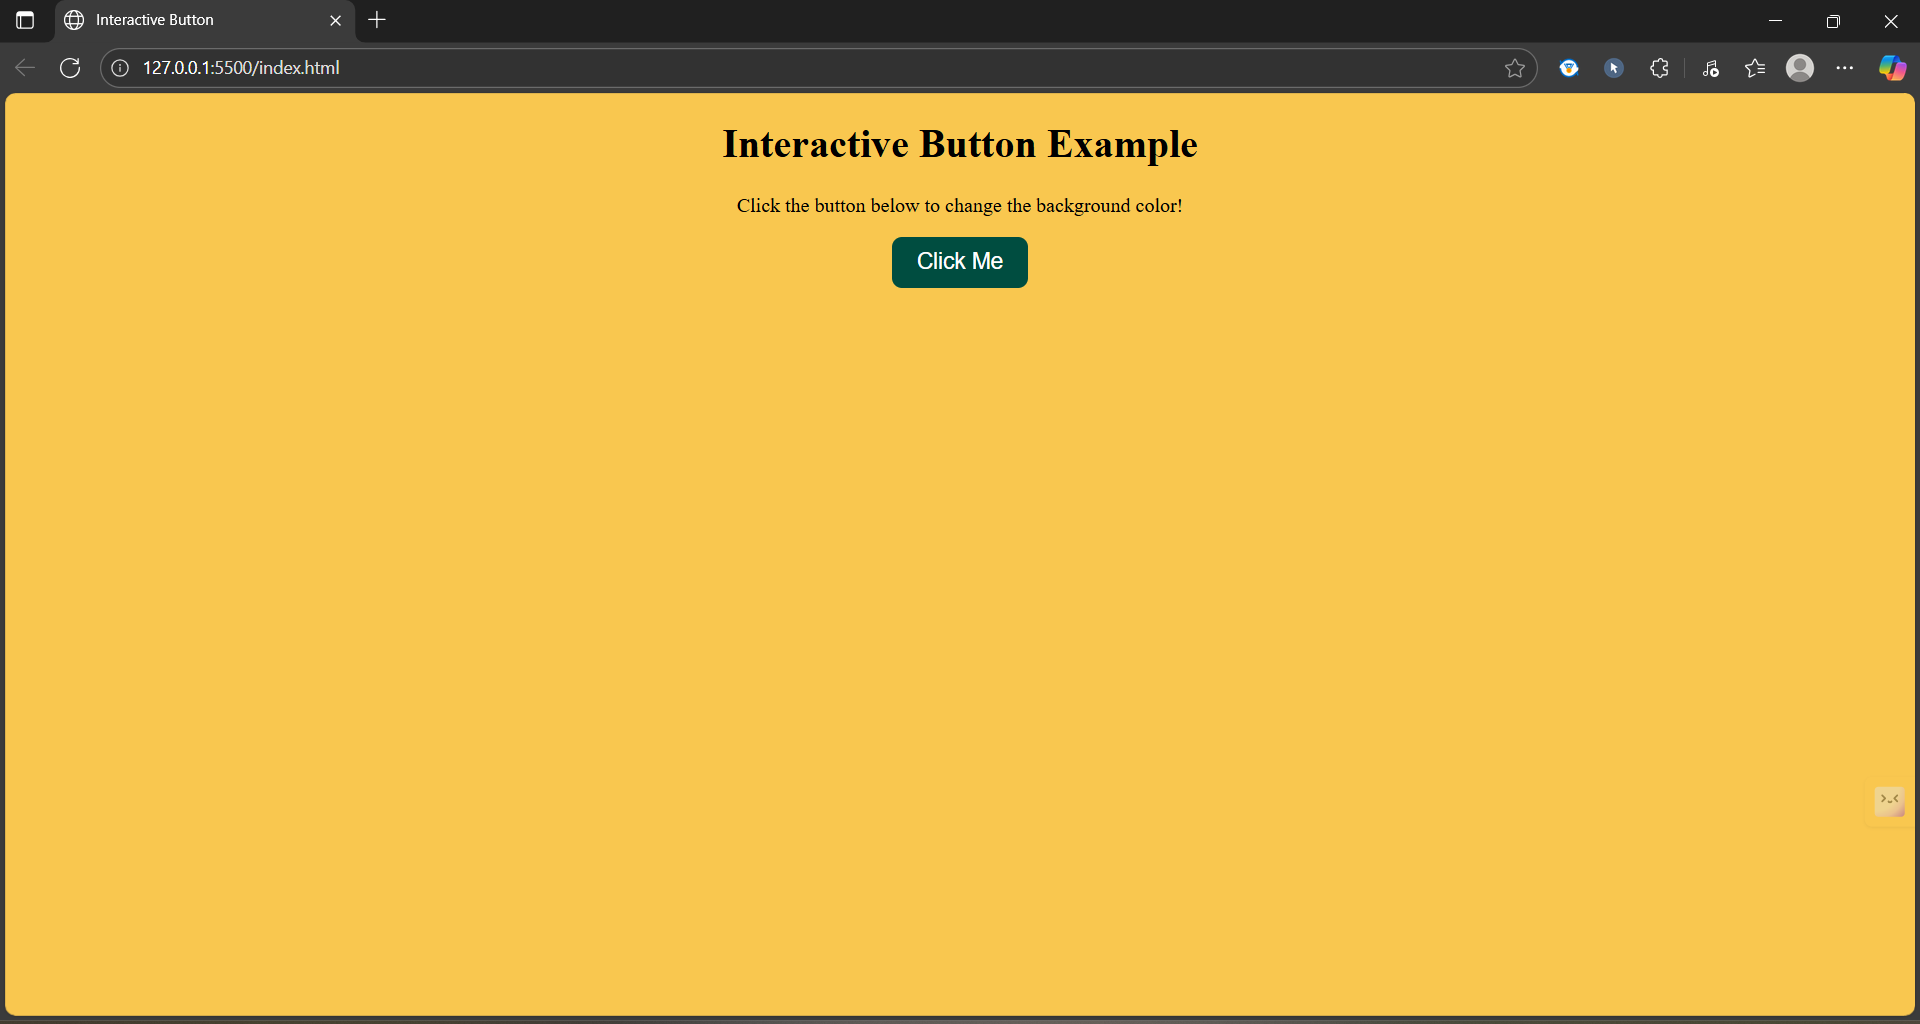 Interactive Button
127.0.0.1:5500/index.html
Interactive Button Example
Click the button below to change the background color!
Click Me